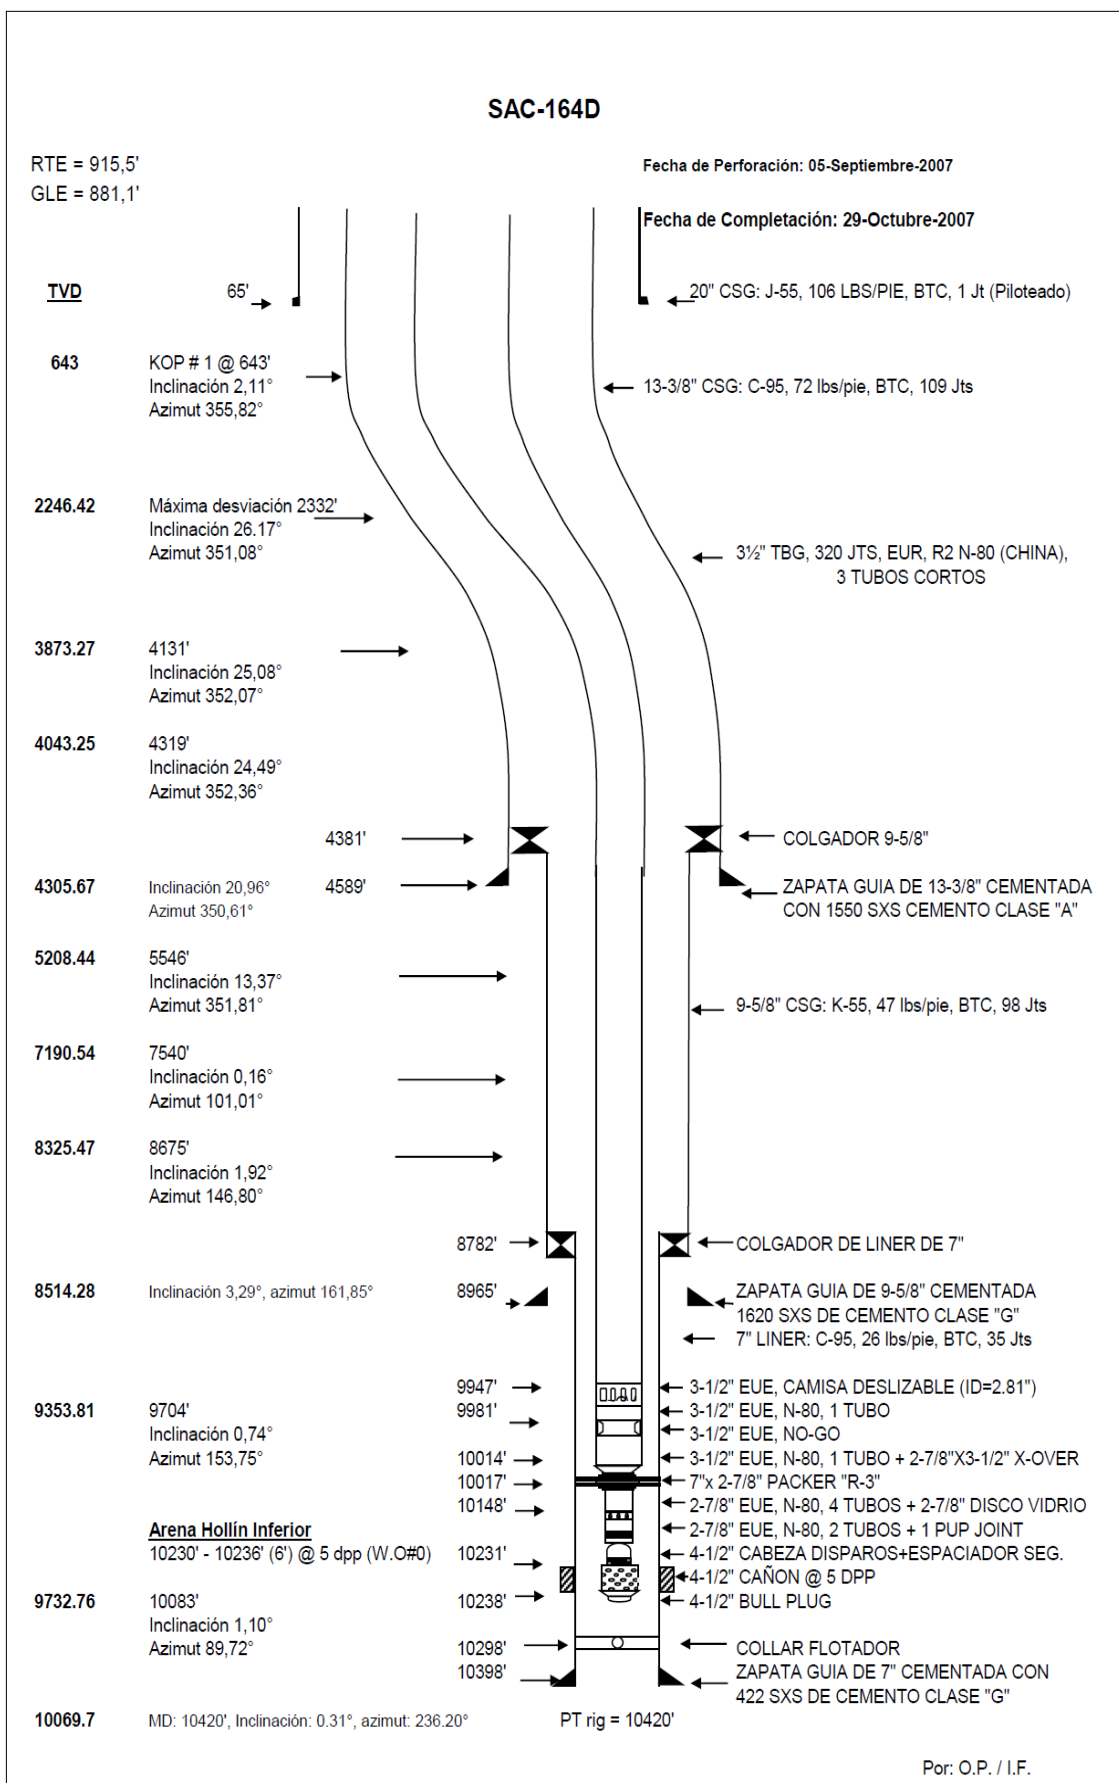 SAC-164D
RTE = 915,5'
Fecha de Perforación: 05-Septiembre-2007
GLE = 881,1'
Fecha de Completación: 29-Octubre-2007
TVD
65'
20" CSG: J-55, 106 LBS/PIE, BTC, 1 Jt (Piloteado)
643
KOP # 1 @ 643'
Inclinación 2,11°
Azimut 355,82°
13-3/8" CSG: C-95, 72 lbs/pie, BTC, 109 Jts
2246.42
Máxima desviación 2332'
Inclinación 26.17°
Azimut 351,08°
3½" TBG, 320 JTS, EUR, R2 N-80 (CHINA),
3 TUBOS CORTOS
3873.27
4131'
Inclinación 25,08°
Azimut 352,07°
4043.25
4319'
Inclinación 24,49°
Azimut 352,36°
4381'
COLGADOR 9-5/8"
4305.67
Inclinación 20,96°
4589'
Azimut 350,61°
ZAPATA GUIA DE 13-3/8" CEMENTADA
CON 1550 SXS CEMENTO CLASE "A"
5208.44
5546'
Inclinación 13,37°
Azimut 351,81°
9-5/8" CSG: K-55, 47 lbs/pie, BTC, 98 Jts
7190.54
7540'
Inclinación 0,16°
Azimut 101,01°
8325.47
8675'
Inclinación 1,92°
Azimut 146,80°
8782'
COLGADOR DE LINER DE 7"
8514.28
Inclinación 3,29°, azimut 161,85°
8965'
ZAPATA GUIA DE 9-5/8" CEMENTADA
1620 SXS DE CEMENTO CLASE "G"
7" LINER: C-95, 26 lbs/pie, BTC, 35 Jts
9947'
3-1/2" EUE, CAMISA DESLIZABLE (ID=2.81")
9353.81
9704'
Inclinación 0,74°
Azimut 153,75°
9981'
3-1/2" EUE, N-80, 1 TUBO
3-1/2" EUE, NO-GO
10014'
3-1/2" EUE, N-80, 1 TUBO + 2-7/8"X3-1/2" X-OVER
10017'
7"x 2-7/8" PACKER "R-3"
10148'
2-7/8" EUE, N-80, 4 TUBOS + 2-7/8" DISCO VIDRIO
2-7/8" EUE, N-80, 2 TUBOS + 1 PUP JOINT
Arena Hollín Inferior
10230' - 10236' (6') @ 5 dpp (W.O#0)
10231'
4-1/2" CABEZA DISPAROS+ESPACIADOR SEG.
4-1/2" CAÑON @ 5 DPP
9732.76
10083'
Inclinación 1,10°
Azimut 89,72°
10238'
4-1/2" BULL PLUG
10298'
COLLAR FLOTADOR
10398'
ZAPATA GUIA DE 7" CEMENTADA CON
422 SXS DE CEMENTO CLASE "G"
10069.7
MD: 10420', Inclinación: 0.31°, azimut: 236.20°
PT rig = 10420'
Por: O.P. / I.F.